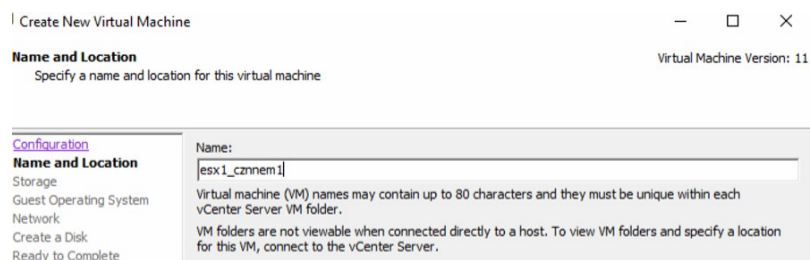 Create New Virtual Machine
Name and Location
Virtual Machine Version: 11
Specify a name and location for this virtual machine
Configuration
Name and Location
Storage
Guest Operating System
Network
Create a Disk
Ready to Complete
Name:
esx1_cznnem1
Virtual machine (VM) names may contain up to 80 characters and they must be unique within each
vCenter Server VM folder.
VM folders are not viewable when connected directly to a host. To view VM folders and specify a location
for this VM, connect to the vCenter Server.